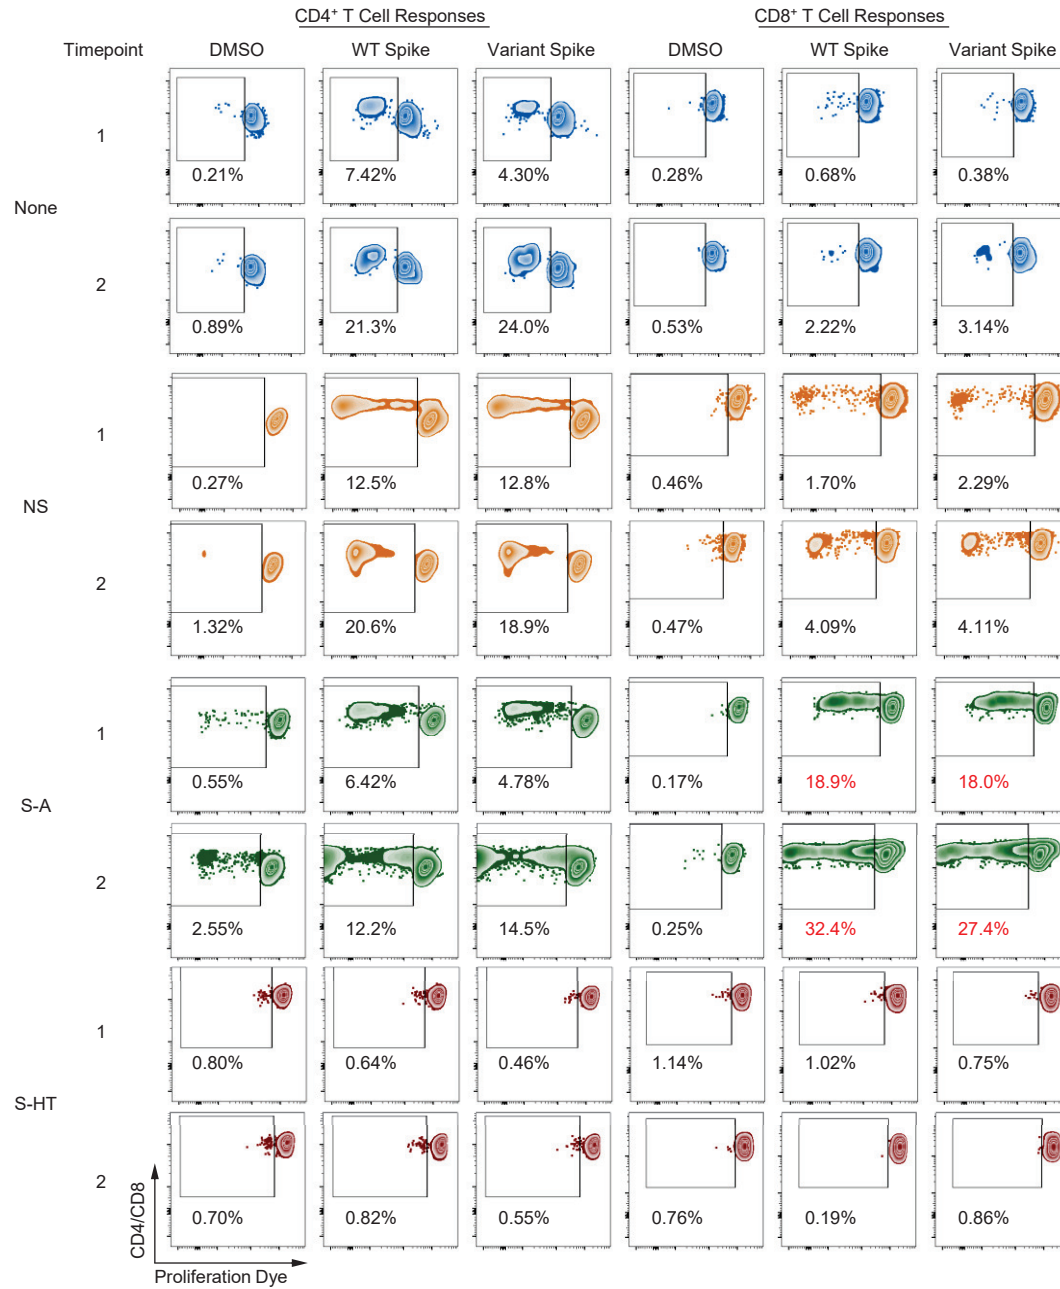 CD4⁺ T Cell Responses CD8⁺ T Cell Responses
Timepoint DMSO WT Spike Variant Spike DMSO WT Spike Variant Spike
1
0.21% 7.42% 4.30% 0.28% 0.68% 0.38%
None
2
0.89% 21.3% 24.0% 0.53% 2.22% 3.14%
1
0.27% 12.5% 12.8% 0.46% 1.70% 2.29%
NS
2
1.32% 20.6% 18.9% 0.47% 4.09% 4.11%
1
0.55% 6.42% 4.78% 0.17% 18.9% 18.0%
S-A
2
2.55% 12.2% 14.5% 0.25% 32.4% 27.4%
1
0.80% 0.64% 0.46% 1.14% 1.02% 0.75%
S-HT
2
0.70% 0.82% 0.55% 0.76% 0.19% 0.86%
CD4/CD8
Proliferation Dye